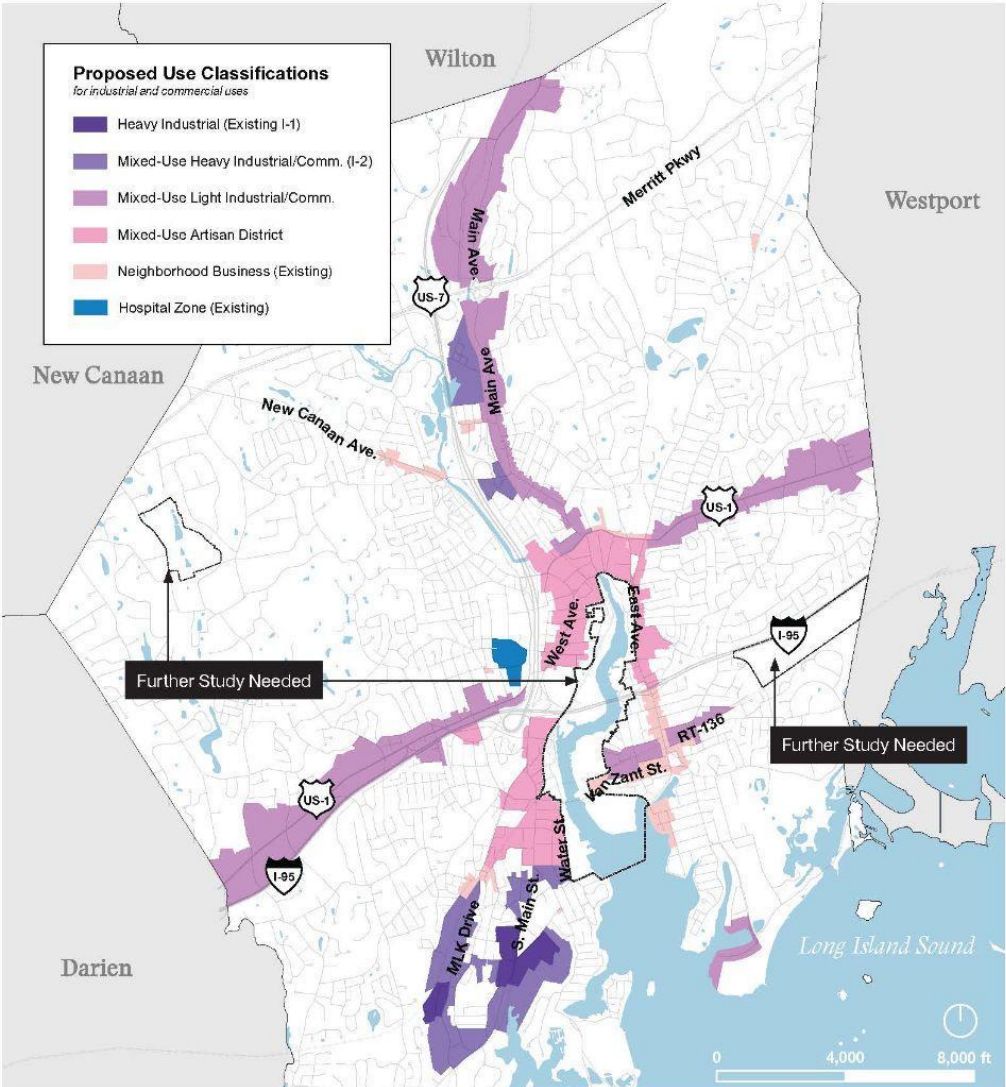 Wilton
Proposed Use Classifications
for industrial and commercial uses
Heavy Industrial (Existing I-1)
Mixed-Use Heavy Industrial/Comm. (I-2)
Mixed-Use Light Industrial/Comm.
Mixed-Use Artisan District
Neighborhood Business (Existing)
Hospital Zone (Existing)
Merritt Pkwy
Westport
Main Ave.
US-7
New Canaan
Main Ave
New Canaan Ave.
US-1
West Ave.
East Ave.
I-95
Further Study Needed
RT-136
Further Study Needed
Van Zant St.
US-1
Water St.
I-95
S. Main St.
MLK Drive
Long Island Sound
Darien
0 4,000 8,000 ft